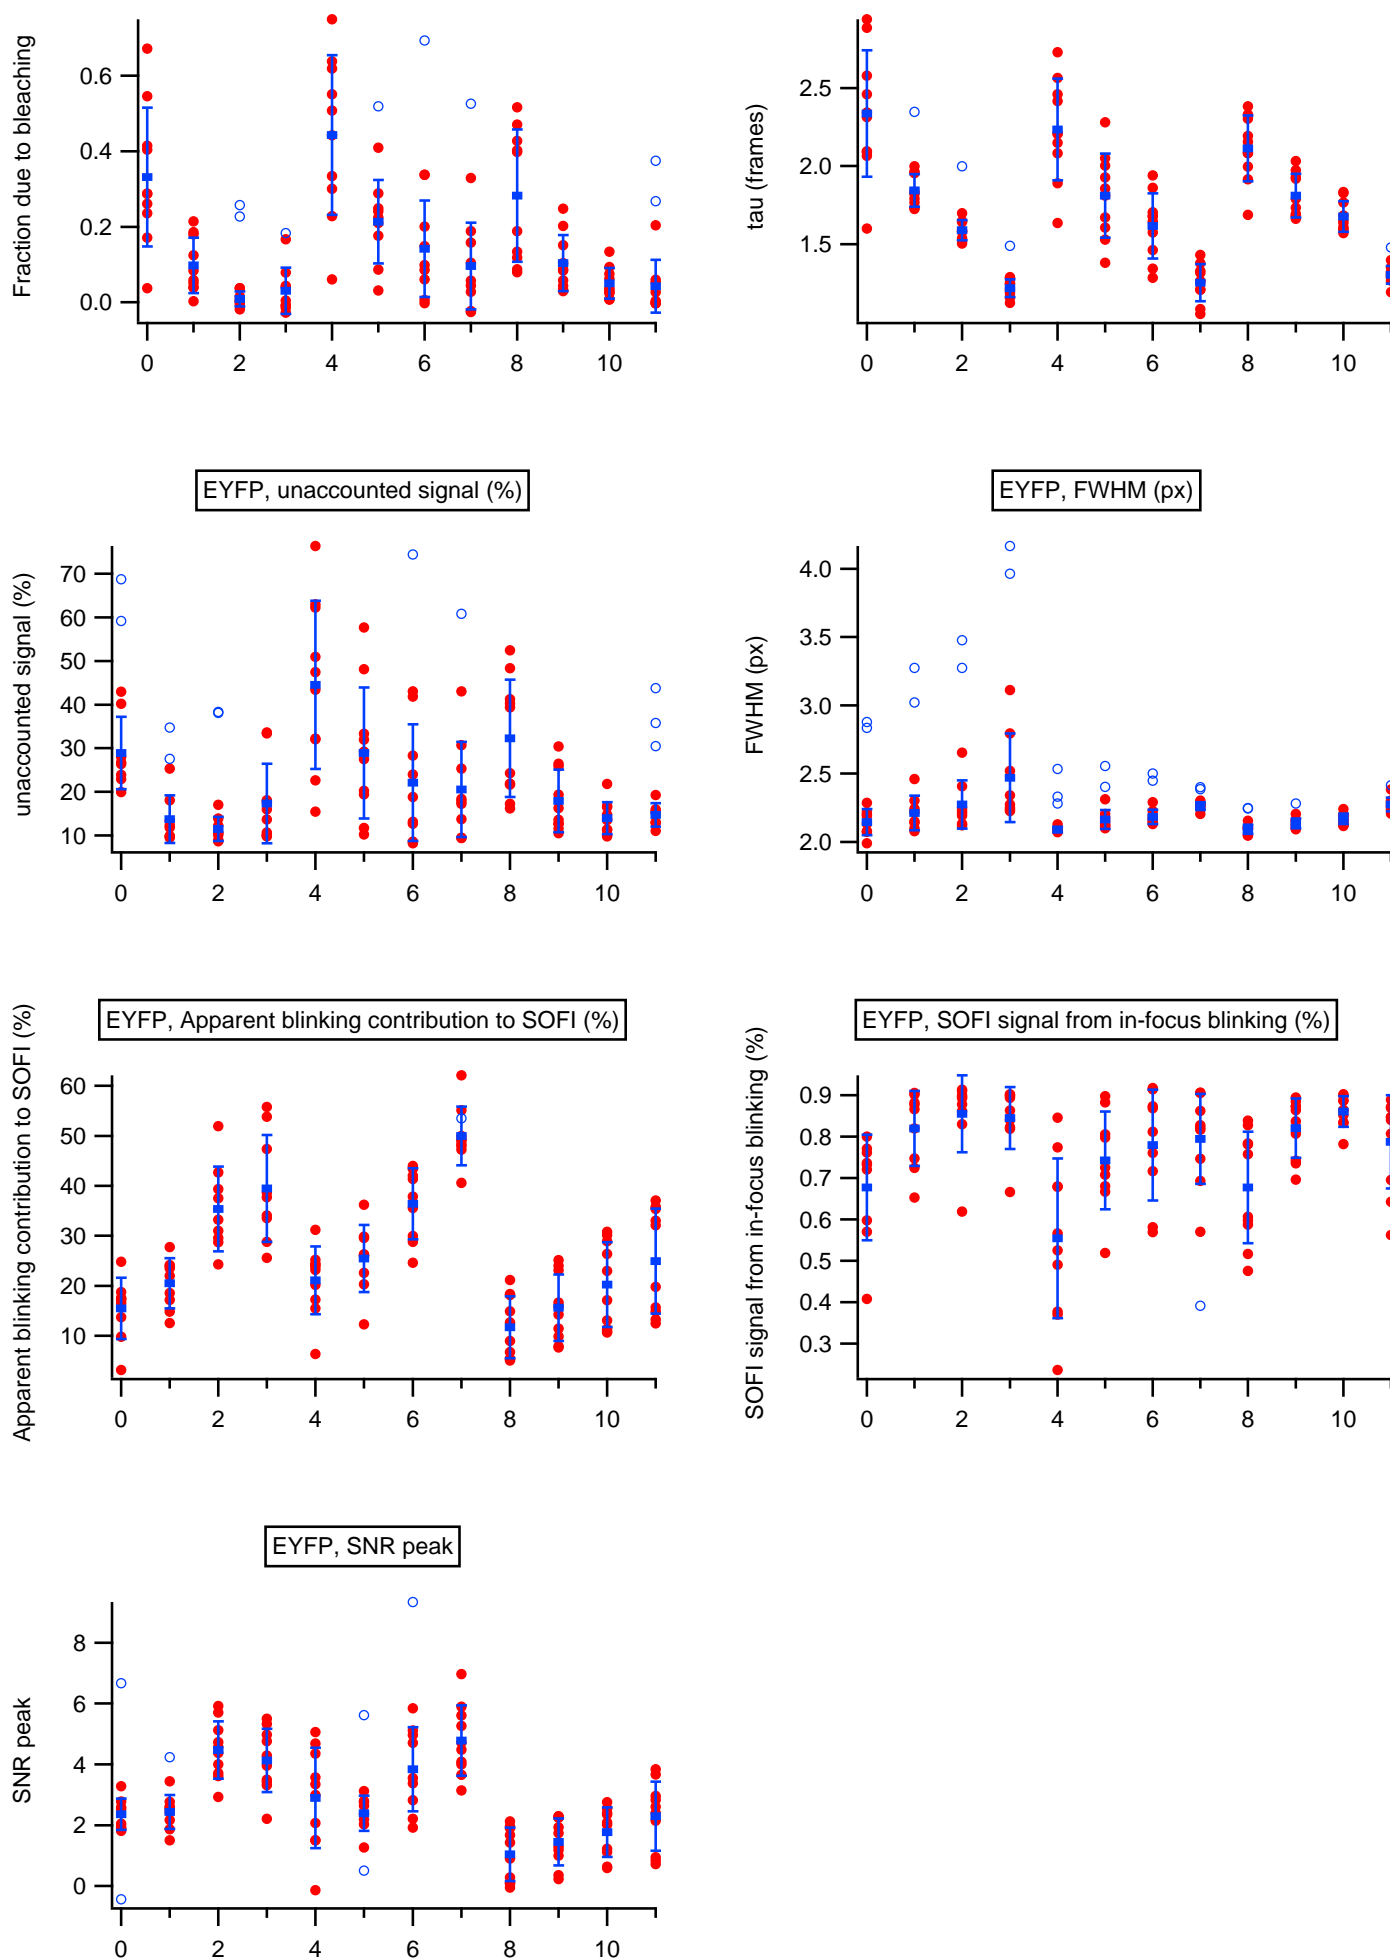 Fraction due to bleaching
0.6
0.4
0.2
0.0
0 2 4 6 8 10
tau (frames)
2.5
2.0
1.5
0 2 4 6 8 10
EYFP, unaccounted signal (%)
unaccounted signal (%)
70
60
50
40
30
20
10
0 2 4 6 8 10
EYFP, FWHM (px)
FWHM (px)
4.0
3.5
3.0
2.5
2.0
0 2 4 6 8 10
EYFP, Apparent blinking contribution to SOFI (%)
Apparent blinking contribution to SOFI (%)
60
50
40
30
20
10
0 2 4 6 8 10
EYFP, SOFI signal from in-focus blinking (%)
SOFI signal from in-focus blinking (%)
0.9
0.8
0.7
0.6
0.5
0.4
0.3
0 2 4 6 8 10
EYFP, SNR peak
SNR peak
8
6
4
2
0
0 2 4 6 8 10